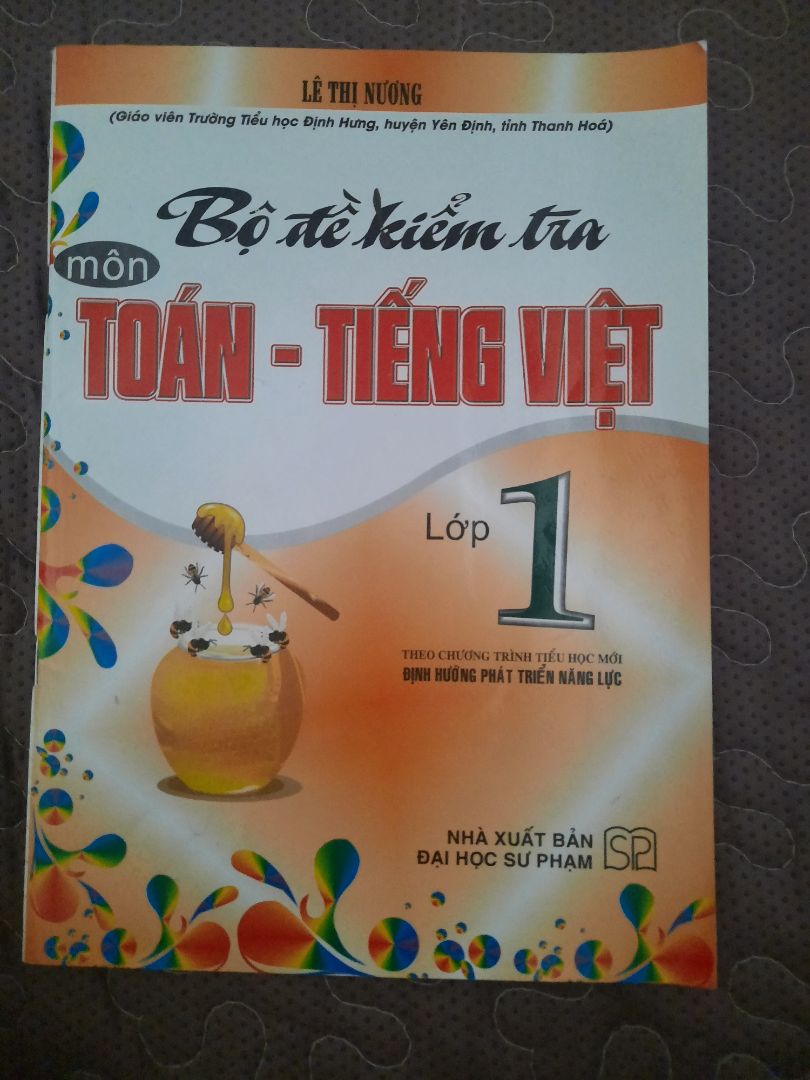 LÊ THỊ NƯƠNG
(Giáo viên Trường Tiểu học Định Hưng, huyện Yên Định, tỉnh Thanh Hoá)
Bộ đề kiểm tra
môn
TOÁN - TIẾNG VIỆT
Lớp 1
THEO CHƯƠNG TRÌNH TIỂU HỌC MỚI
ĐỊNH HƯỚNG PHÁT TRIỂN NĂNG LỰC
NHÀ XUẤT BẢN
ĐẠI HỌC SƯ PHẠM
SP